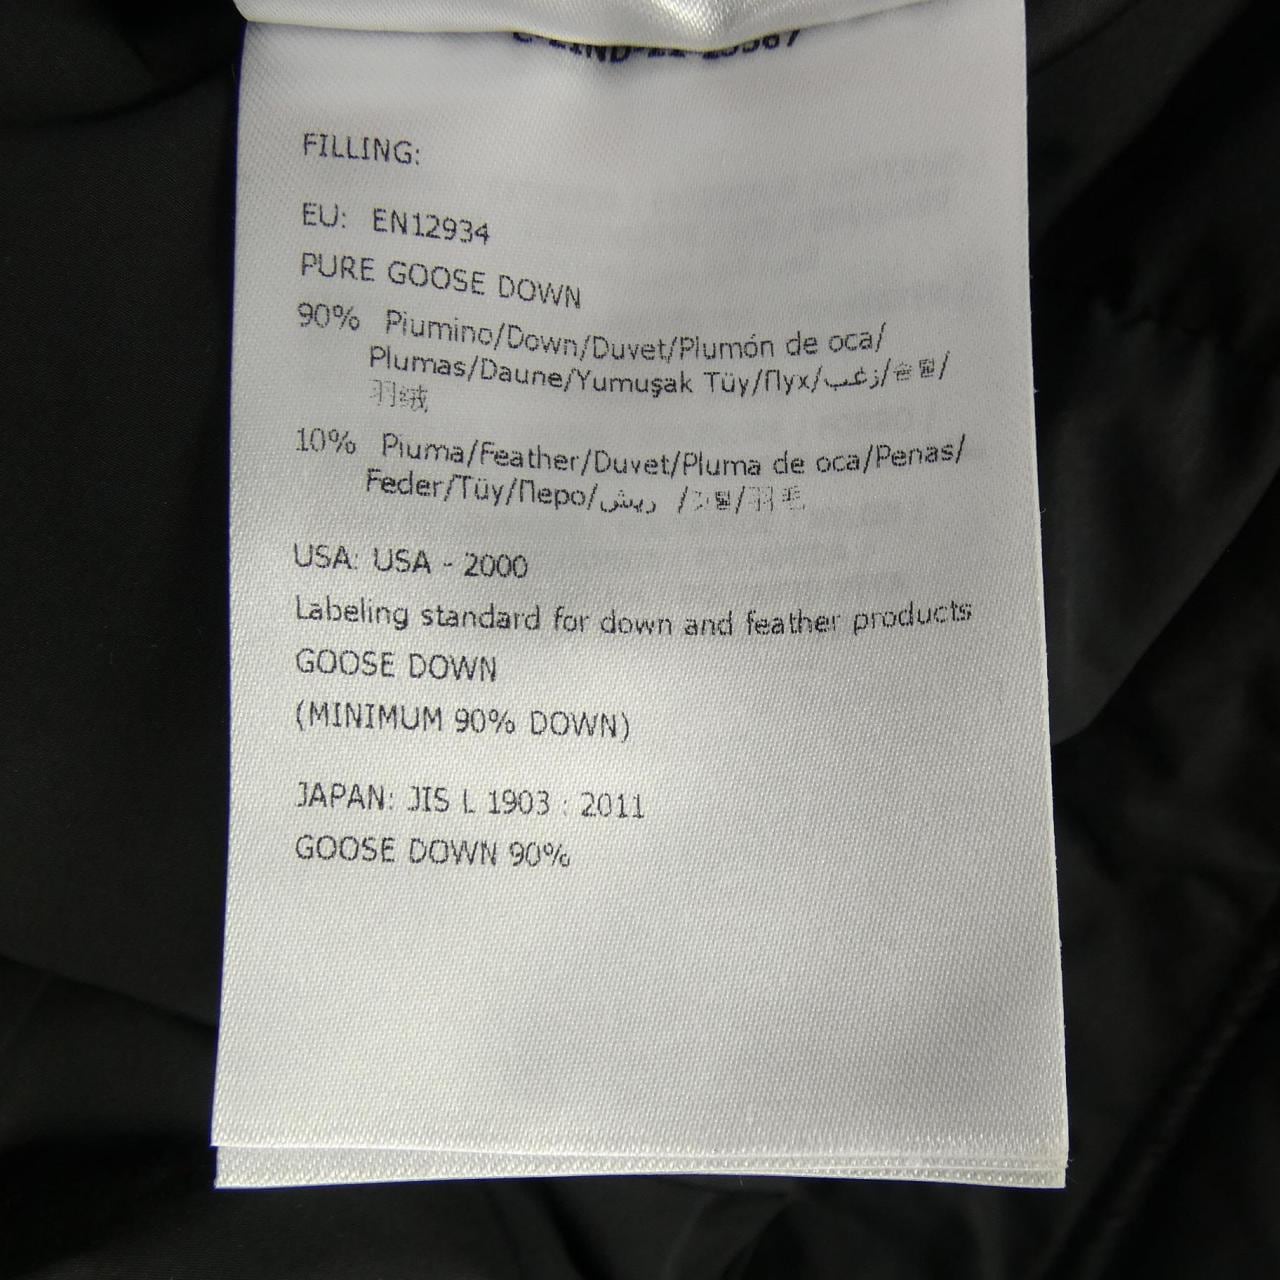 FILLING:
EU: EN12934
PURE GOOSE DOWN
90% Piumino/Down/Duvet/Plumón de oca/
Plumas/Daune/Yumuşak Tüy/Пух/زغب/솜털/
羽绒
10% Piuma/Feather/Duvet/Pluma de oca/Penas/
Feder/Tüy/Перо/ريش /깃털/羽毛
USA: USA - 2000
Labeling standard for down and feather products
GOOSE DOWN
(MINIMUM 90% DOWN)
JAPAN: JIS L 1903 : 2011
GOOSE DOWN 90%